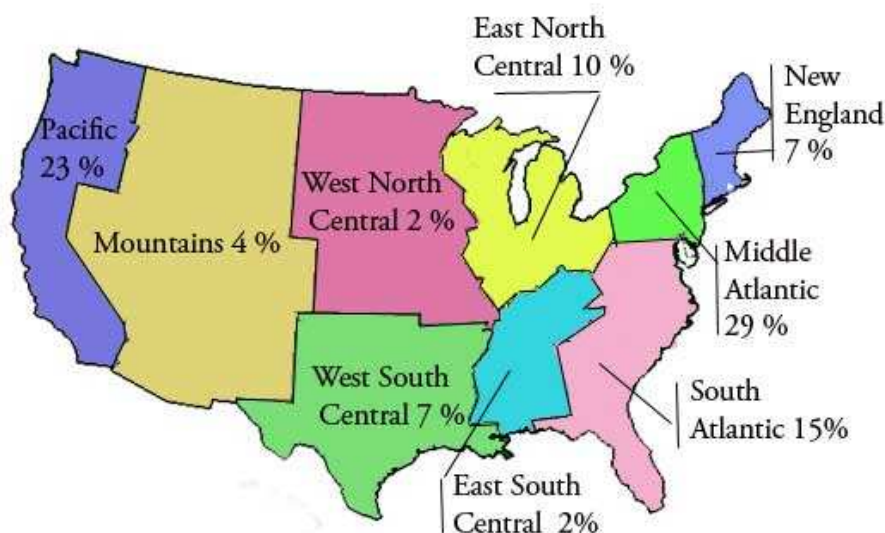 East North
Central 10 %
New
England
7 %
Pacific
23 %
West North
Central 2 %
Mountains 4 %
Middle
Atlantic
29 %
West South
Central 7 %
South
Atlantic 15%
East South
Central 2%